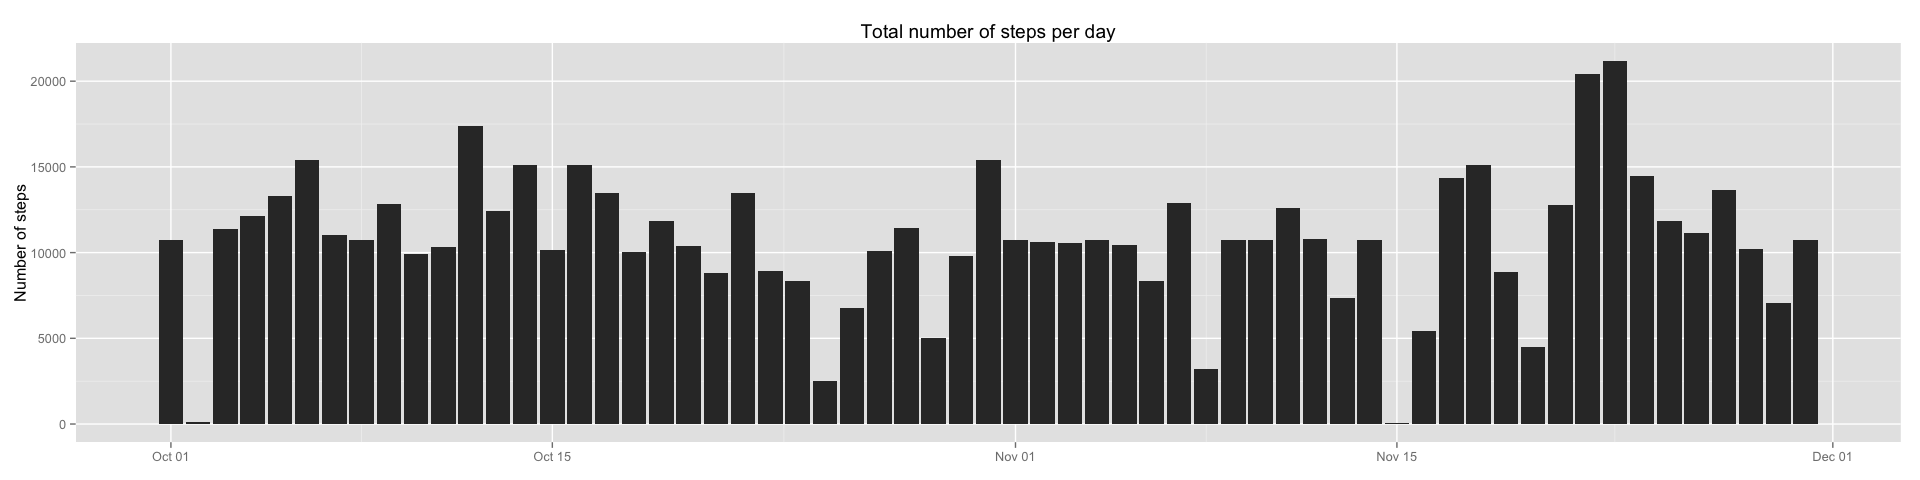 Total number of steps per day
Number of steps
20000
15000
10000
5000
0
Oct 01
Oct 15
Nov 01
Nov 15
Dec 01